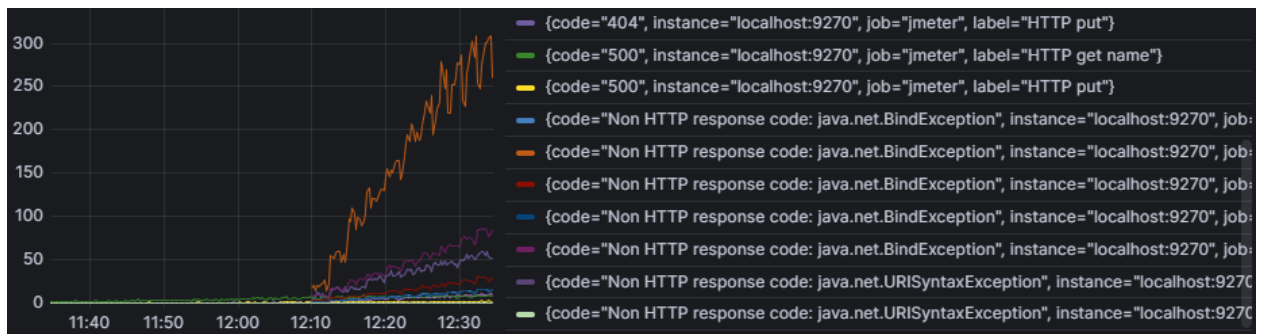 300
250
200
150
100
50
0
11:40 11:50 12:00 12:10 12:20 12:30
{code="404", instance="localhost:9270", job="jmeter", label="HTTP put"}
{code="500", instance="localhost:9270", job="jmeter", label="HTTP get name"}
{code="500", instance="localhost:9270", job="jmeter", label="HTTP put"}
{code="Non HTTP response code: java.net.BindException", instance="localhost:9270", job=
{code="Non HTTP response code: java.net.BindException", instance="localhost:9270", job=
{code="Non HTTP response code: java.net.BindException", instance="localhost:9270", job=
{code="Non HTTP response code: java.net.BindException", instance="localhost:9270", job=
{code="Non HTTP response code: java.net.BindException", instance="localhost:9270", job=
{code="Non HTTP response code: java.net.URISyntaxException", instance="localhost:9270
{code="Non HTTP response code: java.net.URISyntaxException", instance="localhost:9270